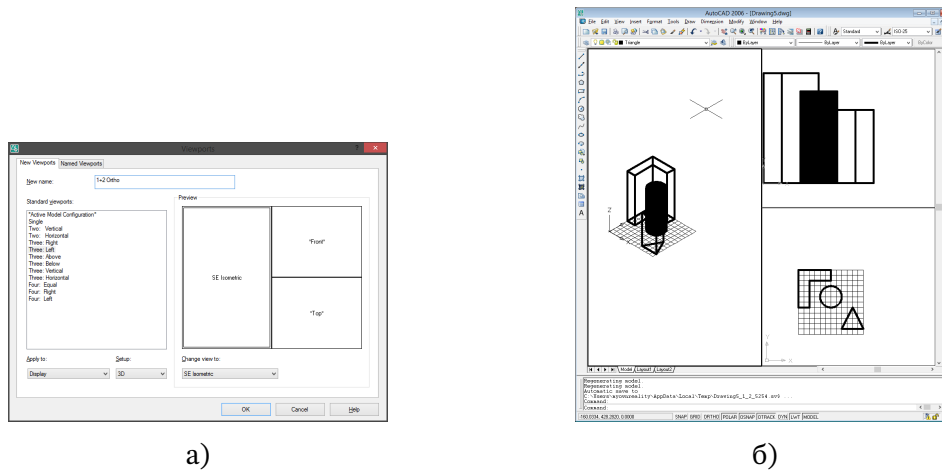 Viewports
New Viewports Named Viewports
New name: 1+2 Ortho
Standard viewports:
*Active Model Configuration*
Single
Two: Vertical
Two: Horizontal
Three: Right
Three: Left
Three: Above
Three: Below
Three: Vertical
Three: Horizontal
Four: Equal
Four: Right
Four: Left
Preview
SE Isometric
*Front*
*Top*
Apply to: Setup: Change view to:
Display 3D SE Isometric
OK Cancel Help
а)
AutoCAD 2006 - [Drawing5.dwg]
File Edit View Insert Format Tools Draw Dimension Modify Window Help
Standard ISO-25
Triangle ByLayer ByLayer ByLayer ByColor
Z
Y
X
Model Layout1 Layout2
Regenerating model.
Regenerating model.
Automatic save to
Command:
Command:
SNAP GRID ORTHO POLAR OSNAP OTRACK DYN LWT MODEL
б)